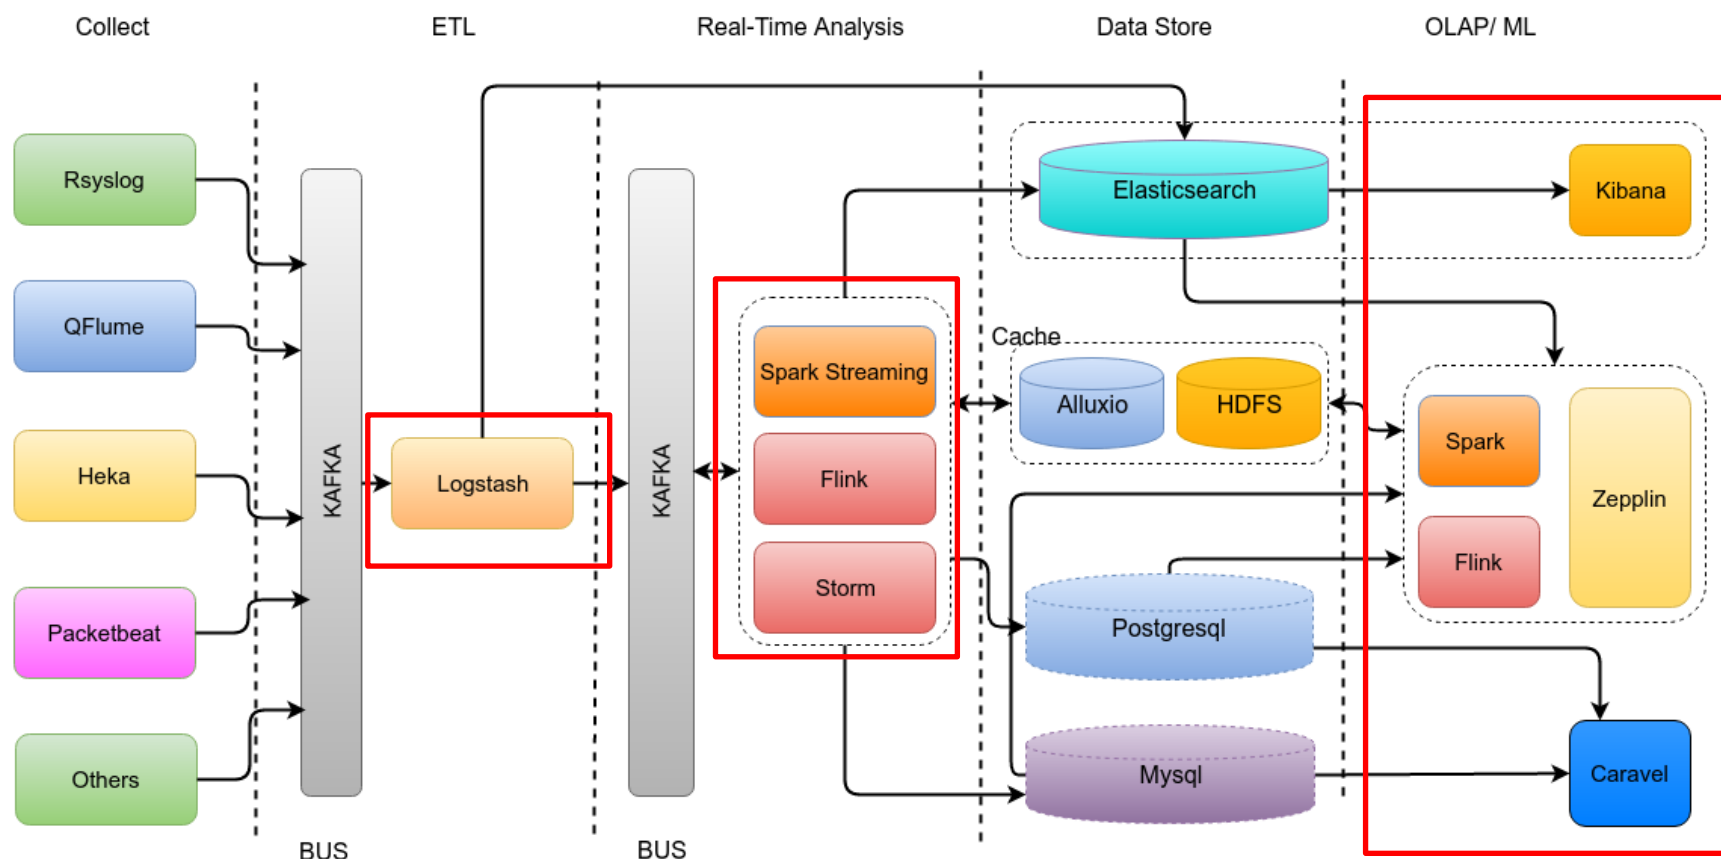 Collect
ETL
Real-Time Analysis
Data Store
OLAP/ ML
Rsyslog
QFlume
Heka
Packetbeat
Others
KAFKA
BUS
Logstash
KAFKA
BUS
Spark Streaming
Flink
Storm
Elasticsearch
Cache
Alluxio
HDFS
Postgresql
Mysql
Kibana
Spark
Flink
Zepplin
Caravel